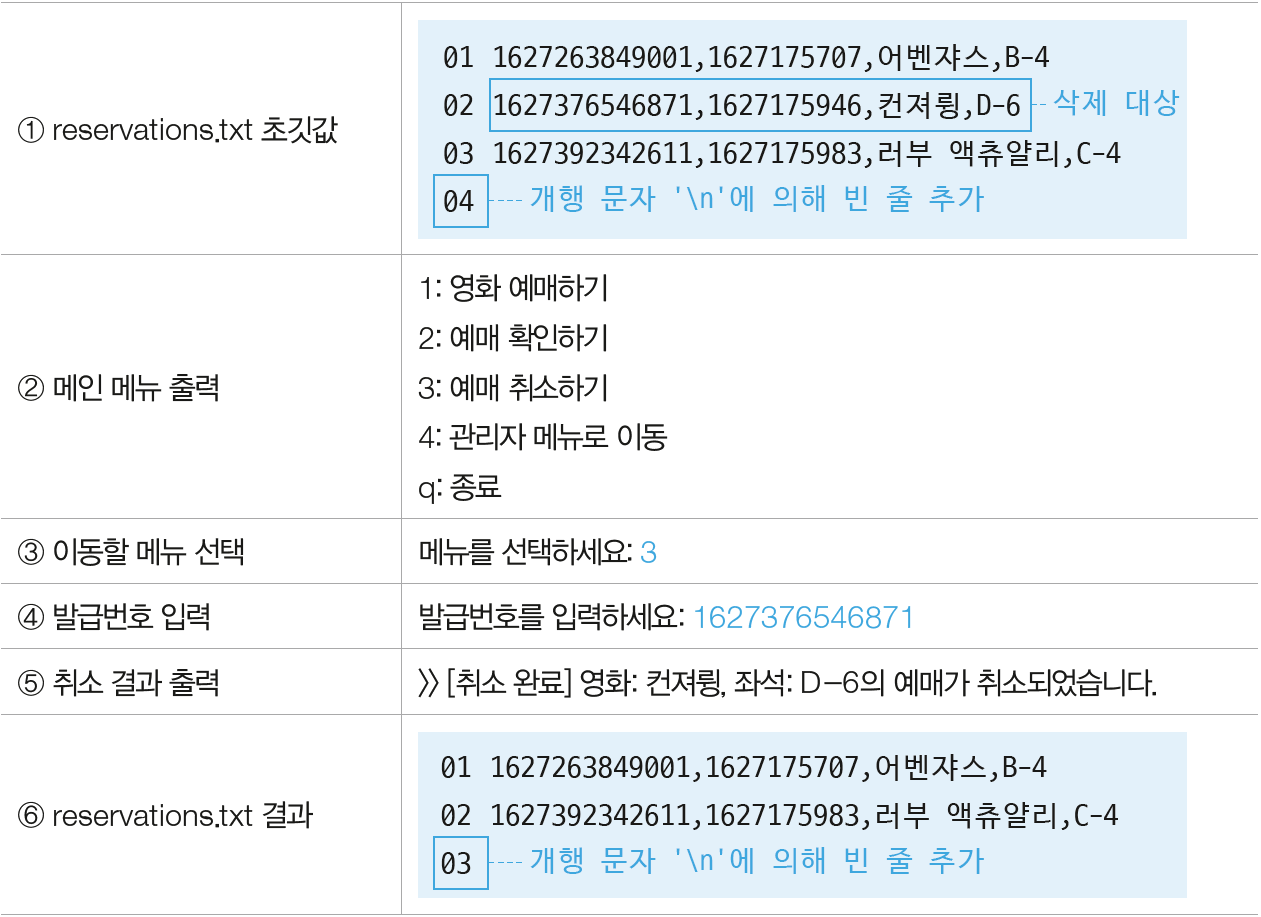 ① reservations.txt 초깃값
01 1627263849001,1627175707,어벤쟈스,B-4
02 1627376546871,1627175946,컨져륑,D-6 삭제 대상
03 1627392342611,1627175983,러부 액츄얄리,C-4
04 개행 문자 '\n'에 의해 빈 줄 추가
② 메인 메뉴 출력
1: 영화 예매하기
2: 예매 확인하기
3: 예매 취소하기
4: 관리자 메뉴로 이동
q: 종료
③ 이동할 메뉴 선택
메뉴를 선택하세요: 3
④ 발급번호 입력
발급번호를 입력하세요: 1627376546871
⑤ 취소 결과 출력
>> [취소 완료] 영화: 컨져륑, 좌석: D-6의 예매가 취소되었습니다.
⑥ reservations.txt 결과
01 1627263849001,1627175707,어벤쟈스,B-4
02 1627392342611,1627175983,러부 액츄얄리,C-4
03 개행 문자 '\n'에 의해 빈 줄 추가